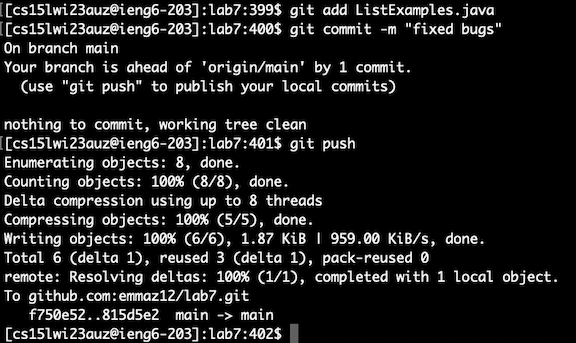 [cs15lwi23auz@ieng6-203]:lab7:399$ git add ListExamples.java
[cs15lwi23auz@ieng6-203]:lab7:400$ git commit -m "fixed bugs"
On branch main
Your branch is ahead of 'origin/main' by 1 commit.
  (use "git push" to publish your local commits)

nothing to commit, working tree clean
[cs15lwi23auz@ieng6-203]:lab7:401$ git push
Enumerating objects: 8, done.
Counting objects: 100% (8/8), done.
Delta compression using up to 8 threads
Compressing objects: 100% (5/5), done.
Writing objects: 100% (6/6), 1.87 KiB | 959.00 KiB/s, done.
Total 6 (delta 1), reused 3 (delta 1), pack-reused 0
remote: Resolving deltas: 100% (1/1), completed with 1 local object.
To github.com:emmaz12/lab7.git
   f750e52..815d5e2  main -> main
[cs15lwi23auz@ieng6-203]:lab7:402$